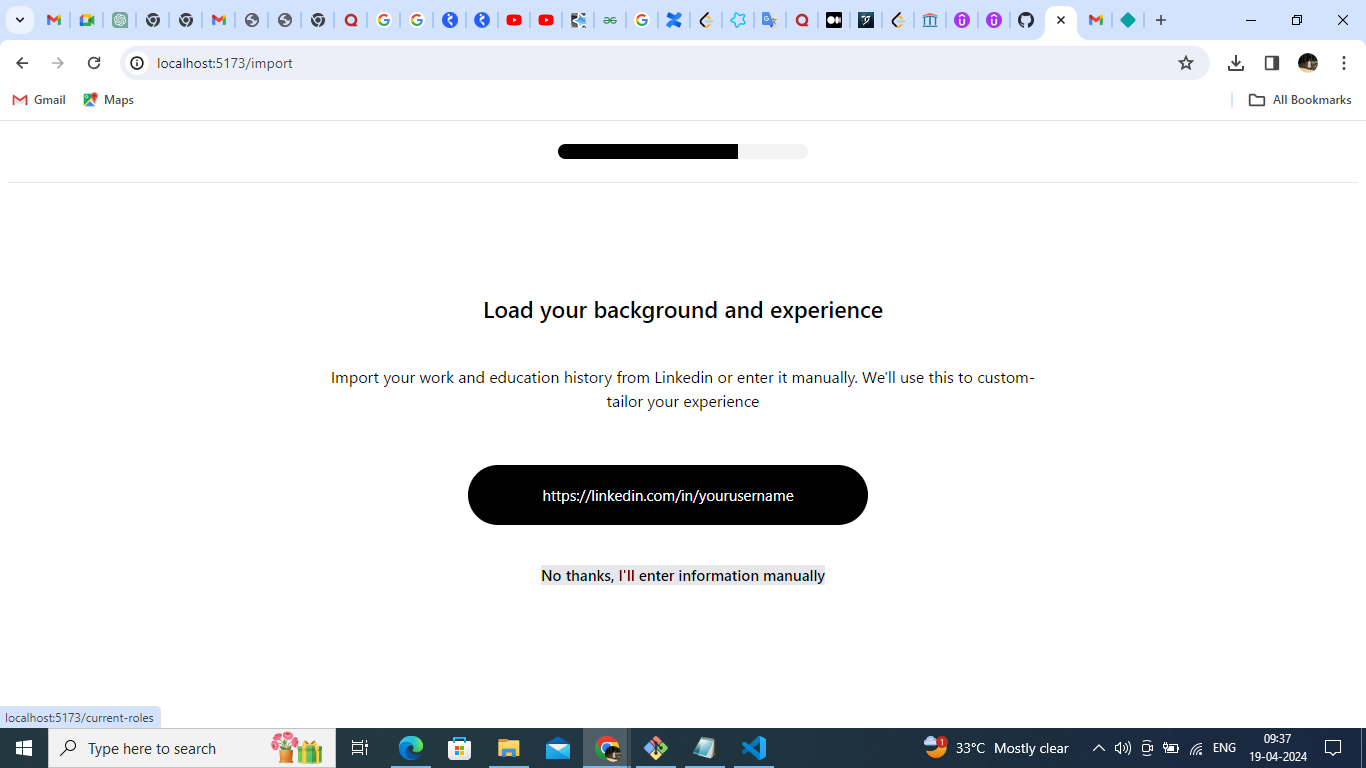 localhost:5173/import
Gmail
Maps
All Bookmarks
Load your background and experience
Import your work and education history from Linkedin or enter it manually. We'll use this to custom-
tailor your experience
https://linkedin.com/in/yourusername
No thanks, I'll enter information manually
localhost:5173/current-roles
Type here to search
1
33°C Mostly clear
ENG
09:37
19-04-2024